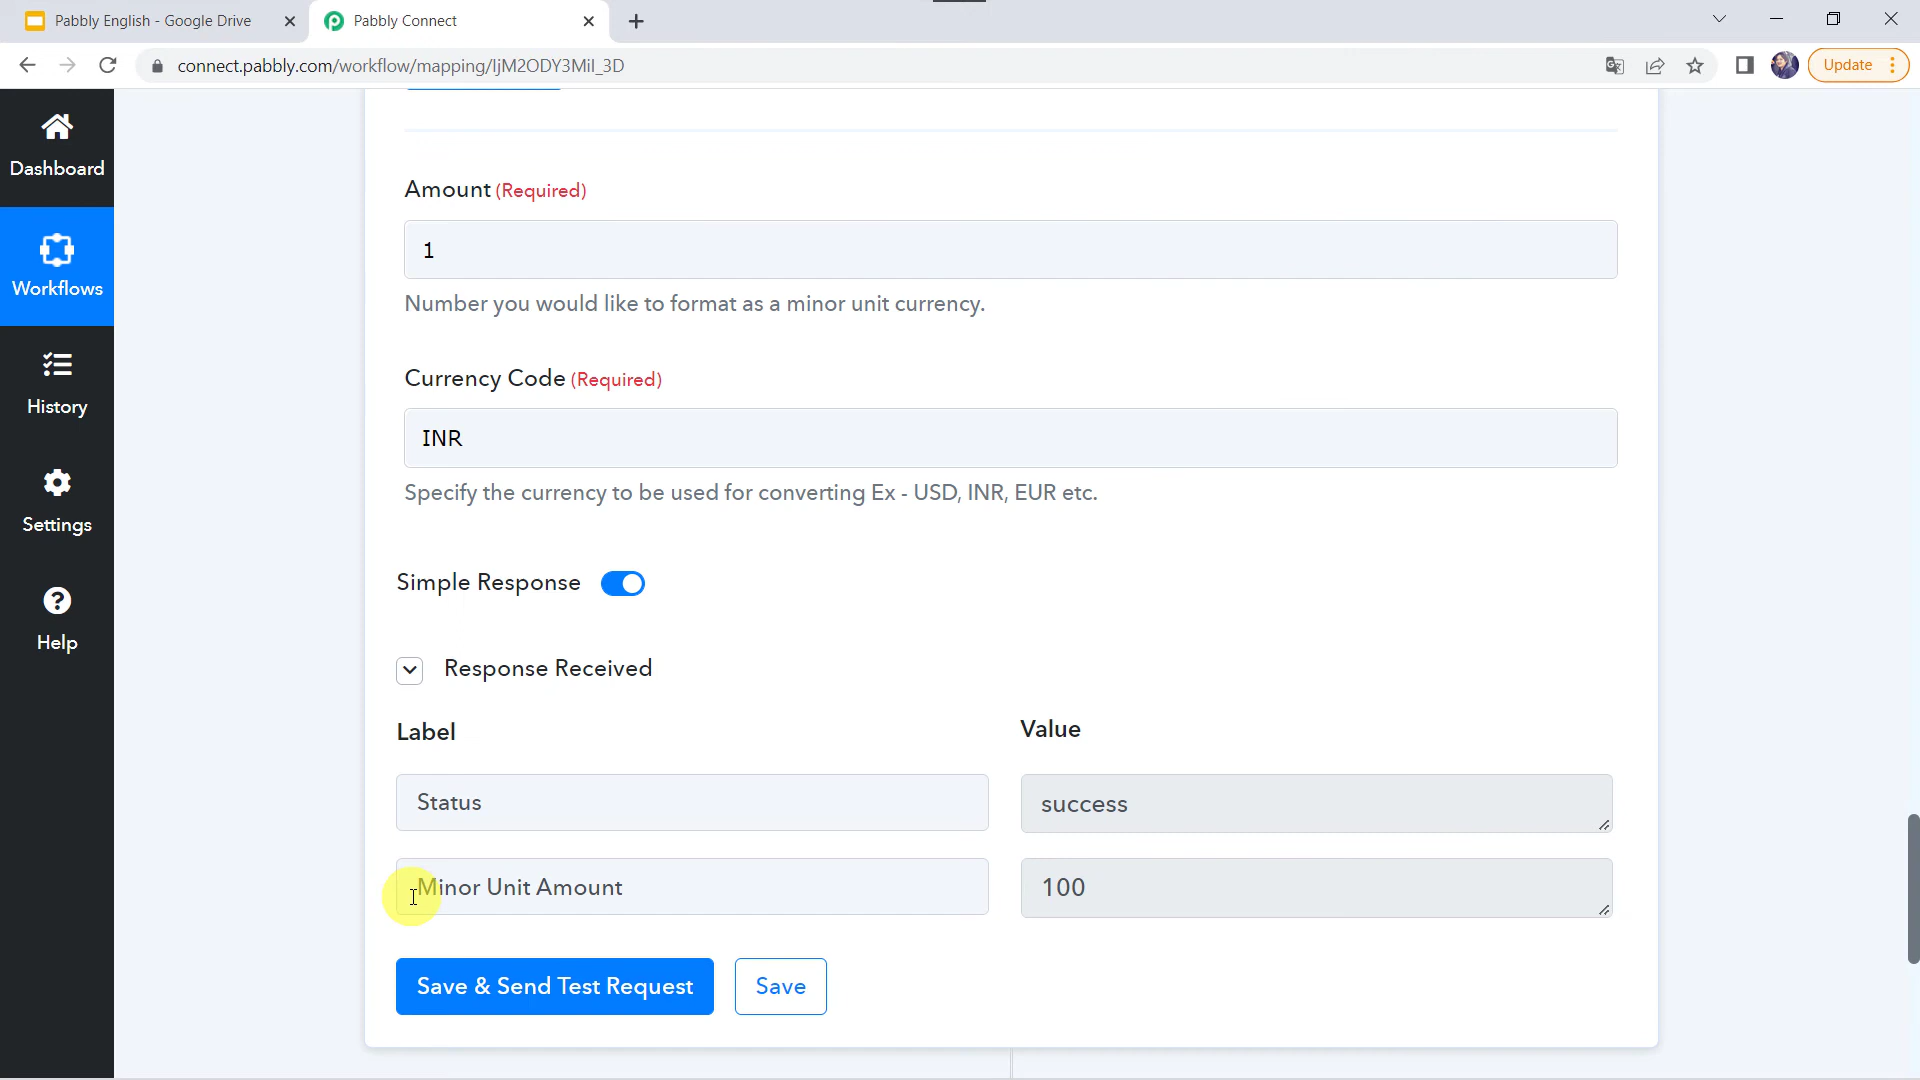 Pabbly English - Google Drive
Pabbly Connect
connect.pabbly.com/workflow/mapping/IjM2ODY3MiI_3D
Update
Dashboard
Workflows
History
Settings
Help
Amount (Required)
1
Number you would like to format as a minor unit currency.
Currency Code (Required)
INR
Specify the currency to be used for converting Ex - USD, INR, EUR etc.
Simple Response
Response Received
Label
Value
Status
success
Minor Unit Amount
100
Save & Send Test Request
Save